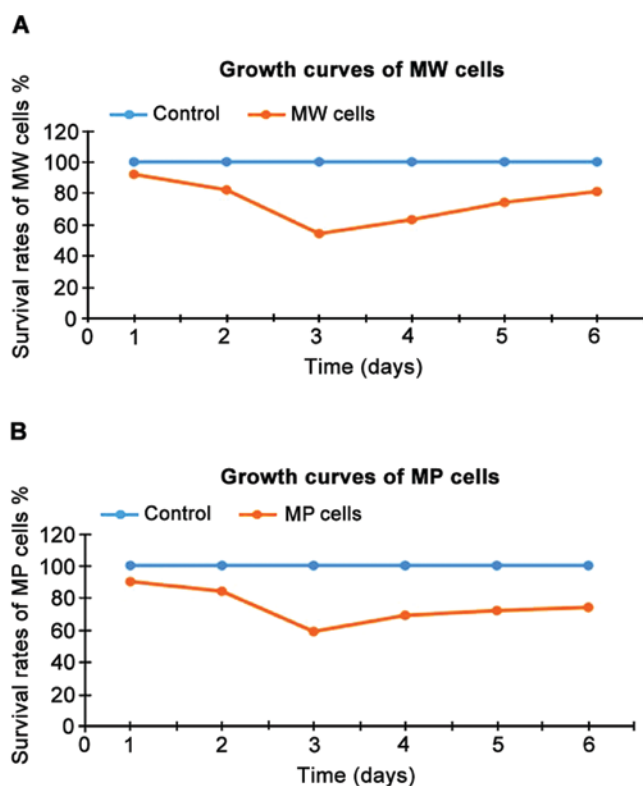 A
Growth curves of MW cells
Control MW cells
Survival rates of MW cells %
120
100
80
60
40
20
0
0 1 2 3 4 5 6
Time (days)
B
Growth curves of MP cells
Control MP cells
Survival rates of MP cells %
120
100
80
60
40
20
0
0 1 2 3 4 5 6
Time (days)